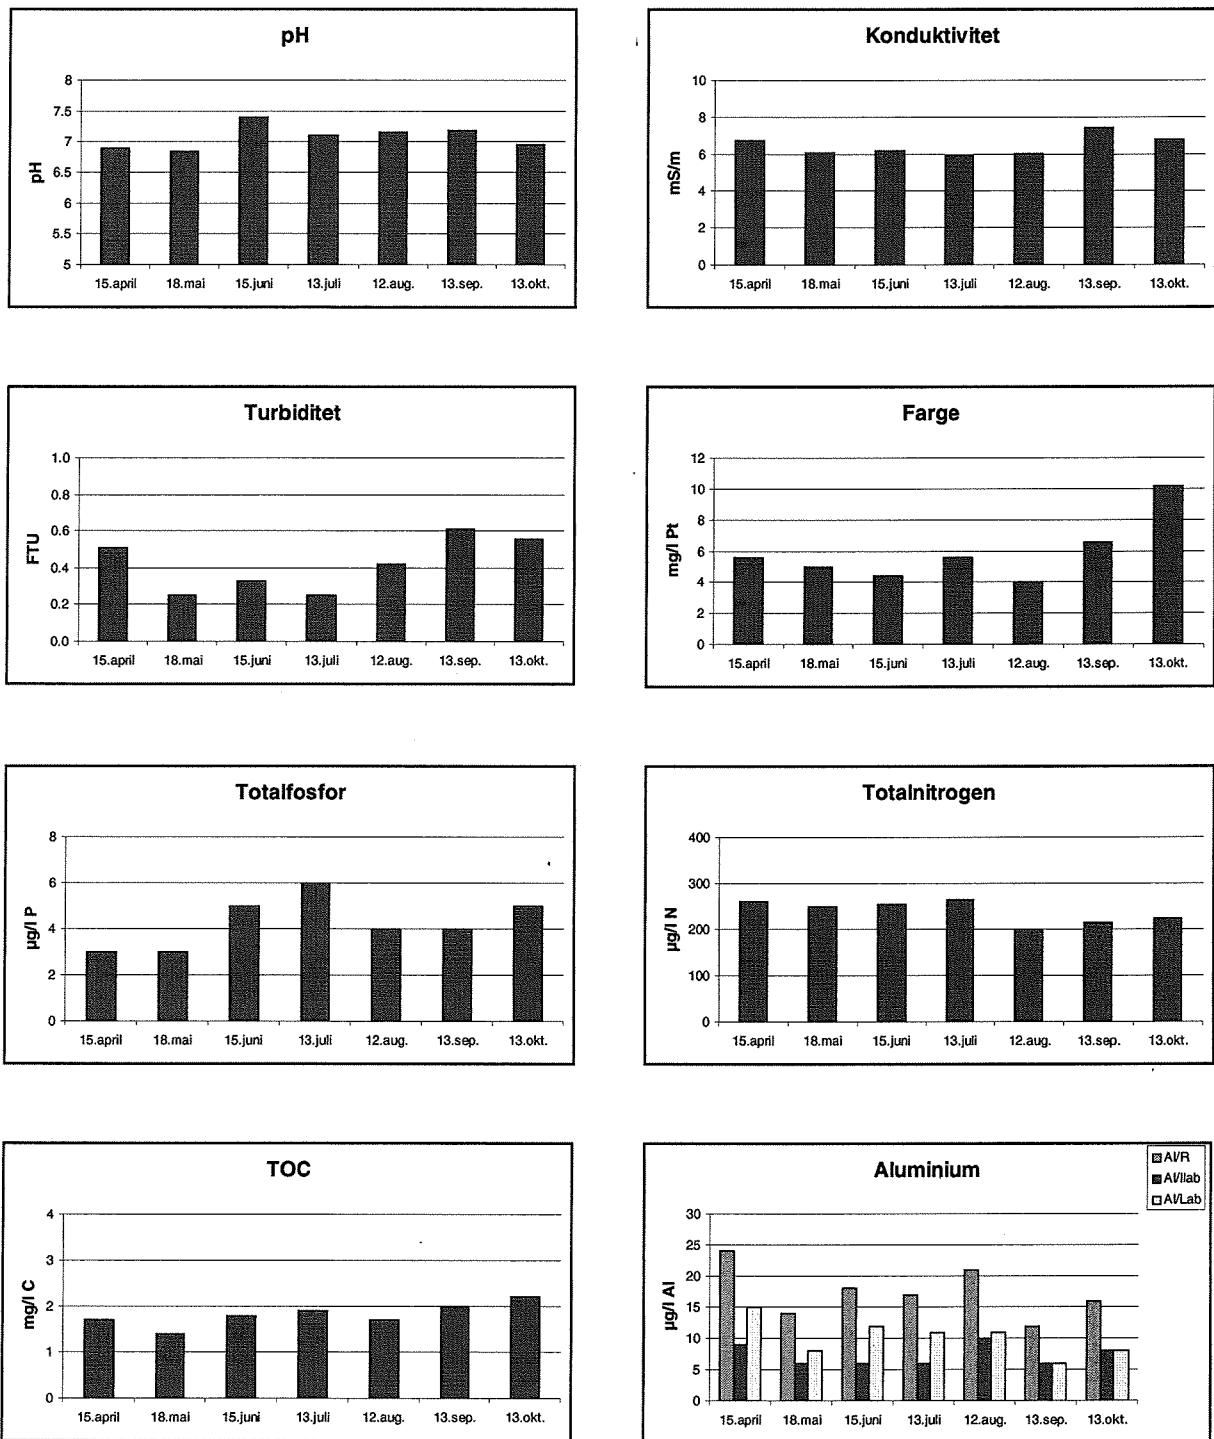 pH
8
7.5
7
6.5
6
5.5
5
pH
15.april 18.mai 15.juni 13.juli 12.aug. 13.sep. 13.okt.
Konduktivitet
10
8
6
4
2
0
mS/m
15.april 18.mai 15.juni 13.juli 12.aug. 13.sep. 13.okt.
Turbiditet
1.0
0.8
0.6
0.4
0.2
0.0
FTU
15.april 18.mai 15.juni 13.juli 12.aug. 13.sep. 13.okt.
Farge
12
10
8
6
4
2
0
mg/l Pt
15.april 18.mai 15.juni 13.juli 12.aug. 13.sep. 13.okt.
Totalfosfor
8
6
4
2
0
µg/l P
15.april 18.mai 15.juni 13.juli 12.aug. 13.sep. 13.okt.
Totalnitrogen
400
300
200
100
0
µg/l N
15.april 18.mai 15.juni 13.juli 12.aug. 13.sep. 13.okt.
TOC
4
3
2
1
0
mg/l C
15.april 18.mai 15.juni 13.juli 12.aug. 13.sep. 13.okt.
Aluminium
Al/R
Al/Ilab
Al/Lab
30
25
20
15
10
5
0
µg/l Al
15.april 18.mai 15.juni 13.juli 12.aug. 13.sep. 13.okt.